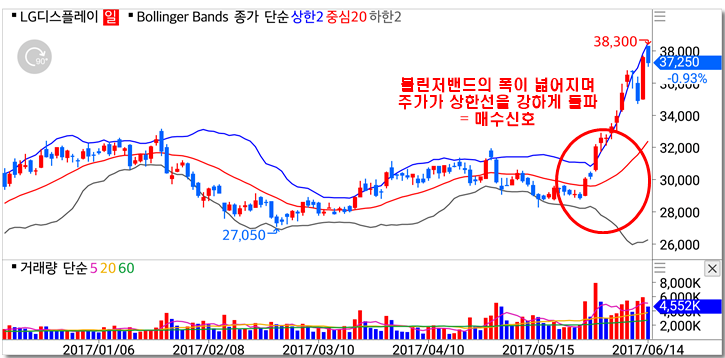 LG디스플레이 일 Bollinger Bands 종가 단순 상한2 중심20 하한2
90°
38,300
38,000
37,250
-0.93%
볼린저밴드의 폭이 넓어지며
주가가 상한선을 강하게 돌파
= 매수신호
36,000
34,000
32,000
30,000
28,000
27,050
26,000
거래량 단순 5 20 60
8,000K
6,000K
4,552K
2,000K
2017/01/06 2017/02/08 2017/03/10 2017/04/10 2017/05/15 2017/06/14